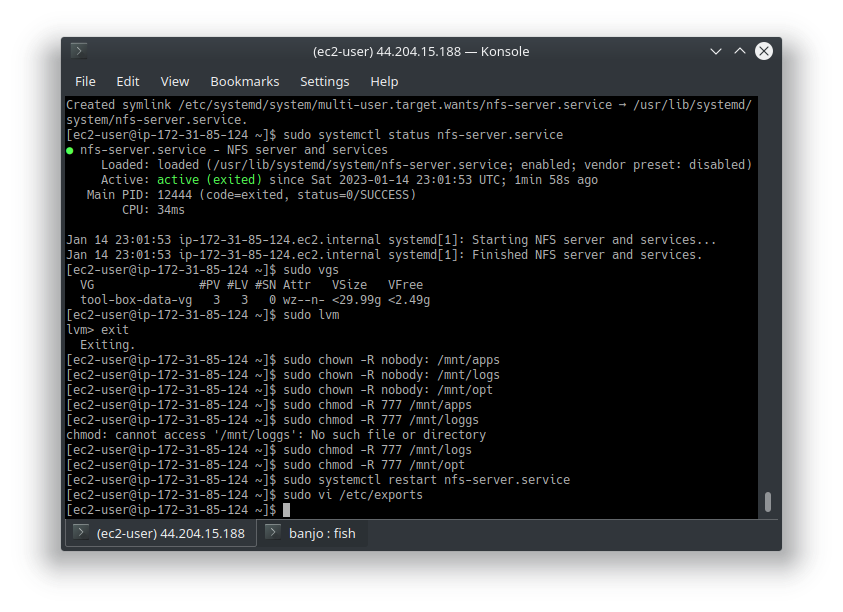 (ec2-user) 44.204.15.188 — Konsole
File Edit View Bookmarks Settings Help
Created symlink /etc/systemd/system/multi-user.target.wants/nfs-server.service → /usr/lib/systemd/
system/nfs-server.service.
[ec2-user@ip-172-31-85-124 ~]$ sudo systemctl status nfs-server.service
● nfs-server.service - NFS server and services
     Loaded: loaded (/usr/lib/systemd/system/nfs-server.service; enabled; vendor preset: disabled)
     Active: active (exited) since Sat 2023-01-14 23:01:53 UTC; 1min 58s ago
   Main PID: 12444 (code=exited, status=0/SUCCESS)
        CPU: 34ms
Jan 14 23:01:53 ip-172-31-85-124.ec2.internal systemd[1]: Starting NFS server and services...
Jan 14 23:01:53 ip-172-31-85-124.ec2.internal systemd[1]: Finished NFS server and services.
[ec2-user@ip-172-31-85-124 ~]$ sudo vgs
  VG               #PV #LV #SN Attr   VSize   VFree
  tool-box-data-vg   3   3   0 wz--n- <29.99g <2.49g
[ec2-user@ip-172-31-85-124 ~]$ sudo lvm
lvm> exit
  Exiting.
[ec2-user@ip-172-31-85-124 ~]$ sudo chown -R nobody: /mnt/apps
[ec2-user@ip-172-31-85-124 ~]$ sudo chown -R nobody: /mnt/logs
[ec2-user@ip-172-31-85-124 ~]$ sudo chown -R nobody: /mnt/opt
[ec2-user@ip-172-31-85-124 ~]$ sudo chmod -R 777 /mnt/apps
[ec2-user@ip-172-31-85-124 ~]$ sudo chmod -R 777 /mnt/loggs
chmod: cannot access '/mnt/loggs': No such file or directory
[ec2-user@ip-172-31-85-124 ~]$ sudo chmod -R 777 /mnt/logs
[ec2-user@ip-172-31-85-124 ~]$ sudo chmod -R 777 /mnt/opt
[ec2-user@ip-172-31-85-124 ~]$ sudo systemctl restart nfs-server.service
[ec2-user@ip-172-31-85-124 ~]$ sudo vi /etc/exports
[ec2-user@ip-172-31-85-124 ~]$
(ec2-user) 44.204.15.188 banjo : fish